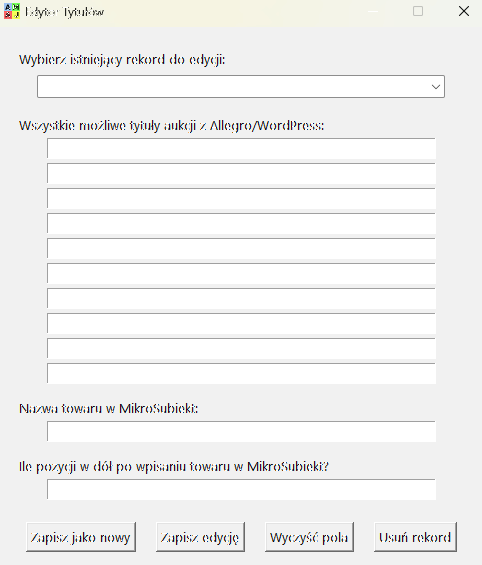 Edytor Tytułów
Wybierz istniejący rekord do edycji:
Wszystkie możliwe tytuły aukcji z Allegro/WordPress:
Nazwa towaru w MikroSubiekt:
Ile pozycji w dół po wpisaniu towaru w MikroSubiekt?
Zapisz jako nowy Zapisz edycję Wyczyść pola Usuń rekord